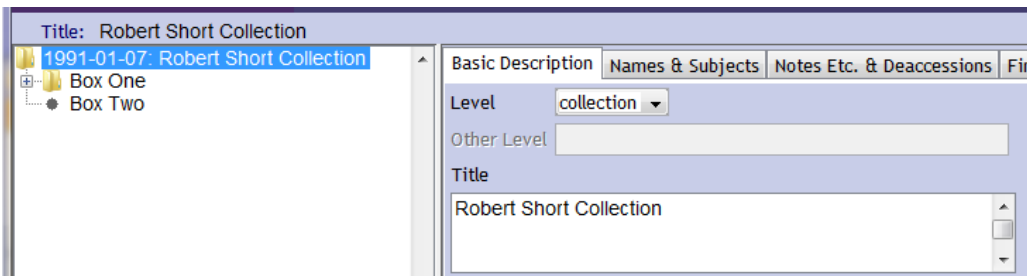 Title: Robert Short Collection
1991-01-07: Robert Short Collection
Box One
Box Two
Basic Description Names & Subjects Notes Etc. & Deaccessions
Level collection
Other Level
Title
Robert Short Collection